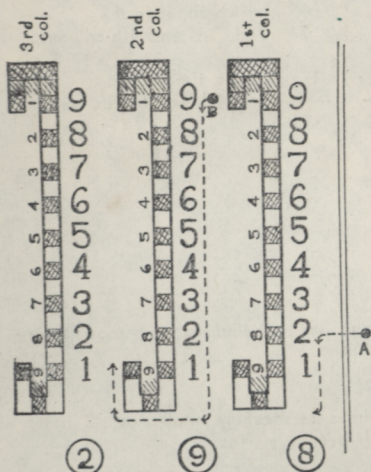 3rd col. 2nd col. 1st col.
1 9 1 9 B 1 9
2 8 2 8 2 8
3 7 3 7 3 7
4 6 4 6 4 6
5 5 5 5 5 5
6 4 6 4 6 4
7 3 7 3 7 3
8 2 8 2 8 2
A
9 1 9 1 9 1
2 9 8